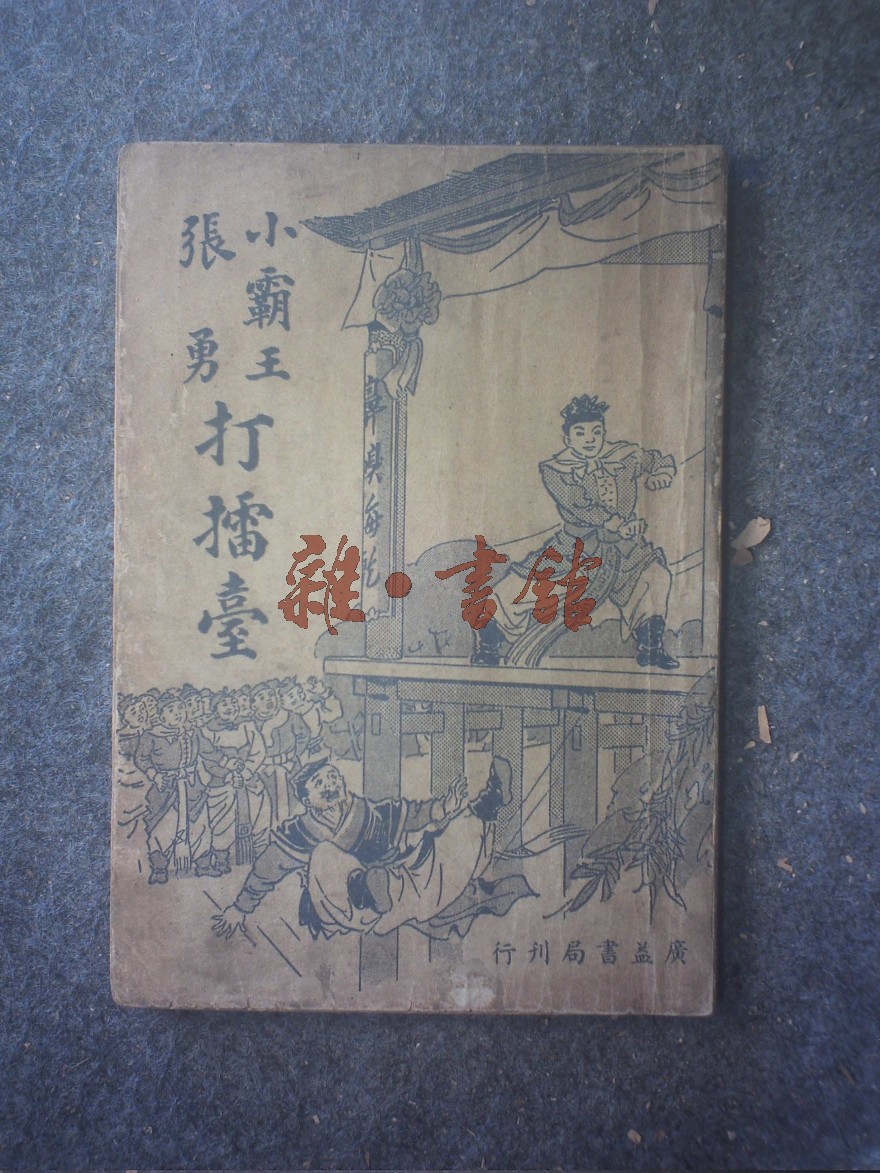 小霸王
張勇
打擂臺
廣益書局刊行
雜·書館